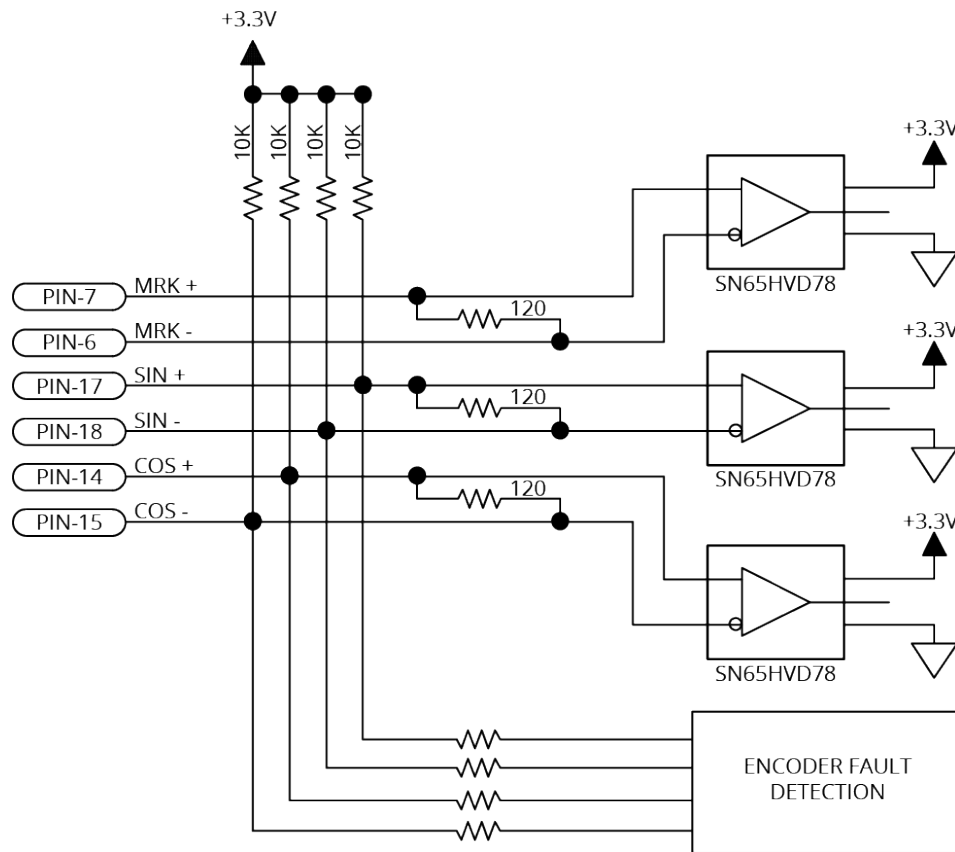 +3.3V
10K
10K
10K
10K
+3.3V
SN65HVD78
PIN-7
MRK +
120
PIN-6
MRK -
+3.3V
PIN-17
SIN +
120
PIN-18
SIN -
SN65HVD78
PIN-14
COS +
120
PIN-15
COS -
+3.3V
SN65HVD78
ENCODER FAULT
DETECTION